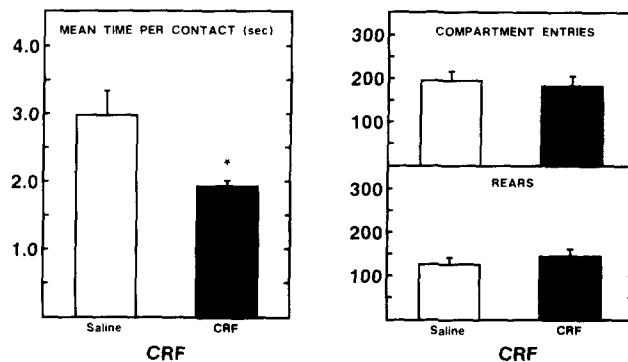 MEAN TIME PER CONTACT (sec)
4.0
3.0
2.0
1.0
*
Saline
CRF
CRF
COMPARTMENT ENTRIES
300
200
100
REARS
300
200
100
Saline
CRF
CRF